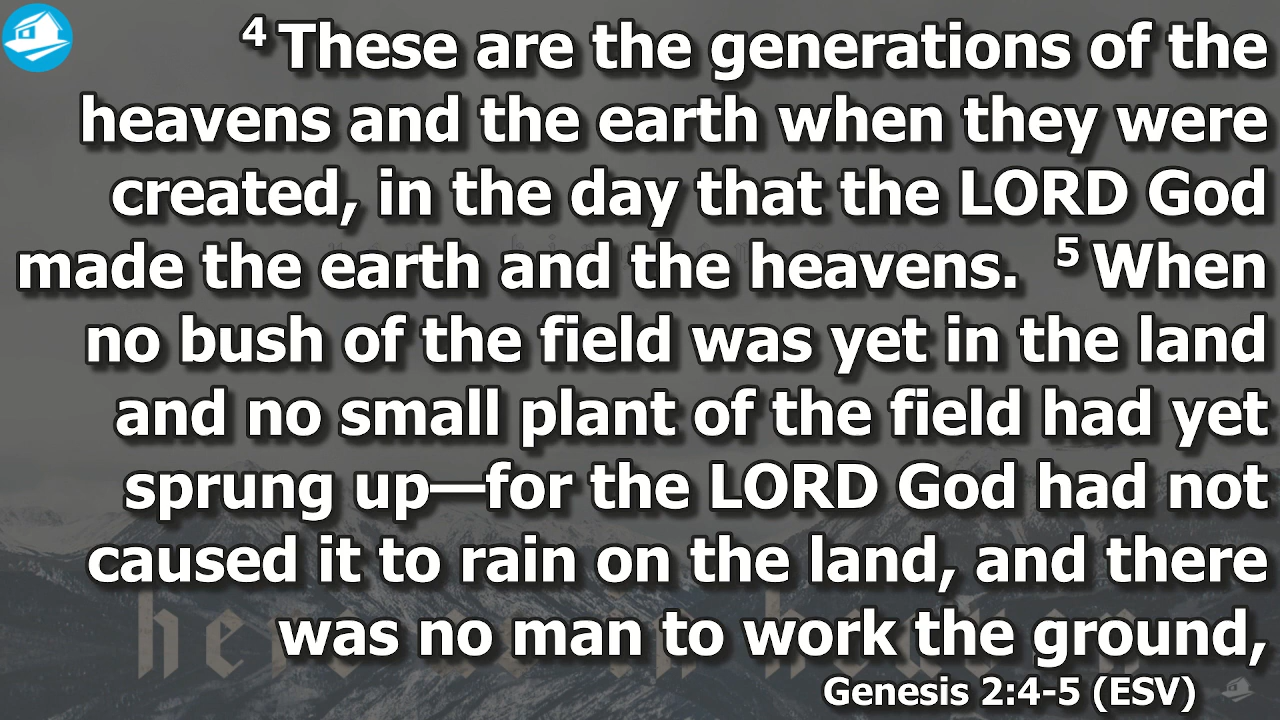 4 These are the generations of the
heavens and the earth when they were
created, in the day that the LORD God
made the earth and the heavens. 5 When
no bush of the field was yet in the land
and no small plant of the field had yet
sprung up—for the LORD God had not
caused it to rain on the land, and there
was no man to work the ground,
Genesis 2:4-5 (ESV)